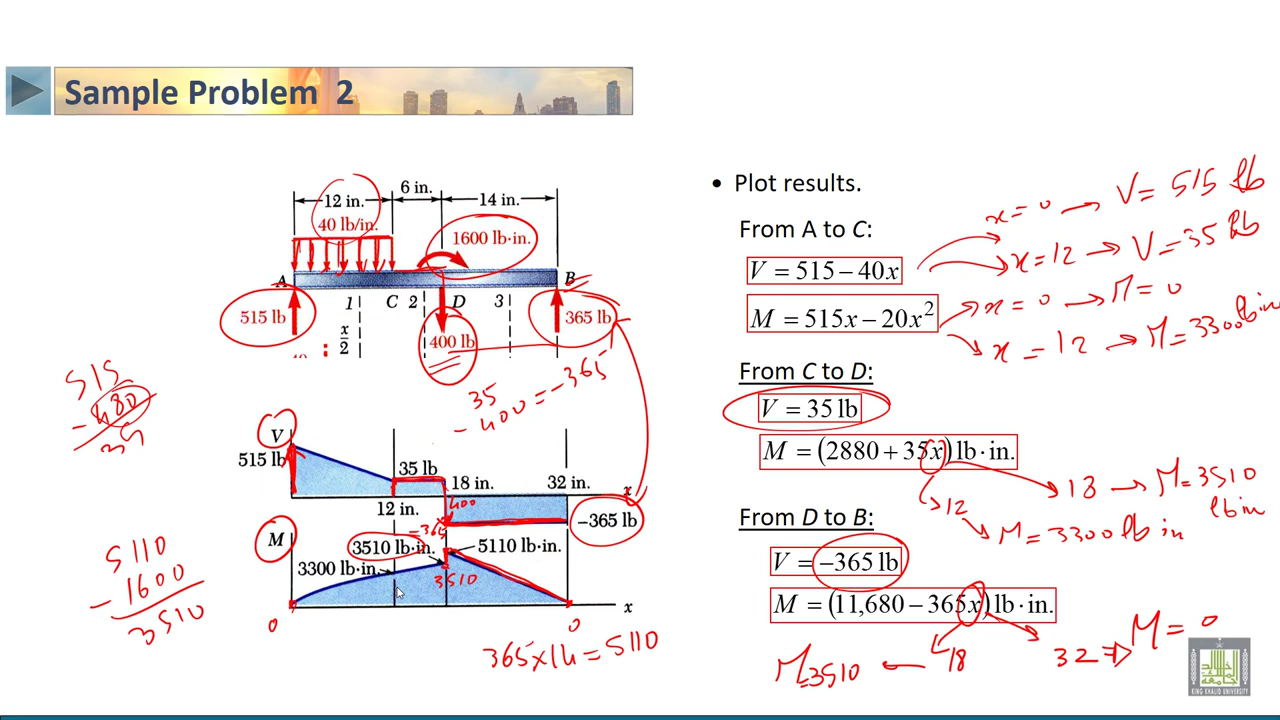 Sample Problem 2
12 in.
6 in.
14 in.
40 lb/in.
1600 lb·in.
A
B
515 lb
1
C
2
D
3
365 lb
x
2
400 lb
515
- 480
35
35
- 400 = -365
V
515 lb
35 lb
18 in.
32 in.
x
12 in.
400
-365
-365 lb
M
3510 lb·in.
5110 lb·in.
3300 lb·in.
3510
x
0
0
5110
- 1600
3510
365 x 14 = 5110
• Plot results.
From A to C:
V = 515 − 40x
M = 515x − 20x²
x = 0 → V = 515 lb
x = 12 → V = 35 lb
x = 0 → M = 0
x = 12 → M = 3300 lb in
From C to D:
V = 35 lb
M = (2880 + 35x) lb·in.
18 → M = 3510
lb in
12
M = 3300 lb in
From D to B:
V = −365 lb
M = (11,680 − 365x) lb·in.
M = 3510 ← 18
32 ⇒ M = 0
KING KHALID UNIVERSITY